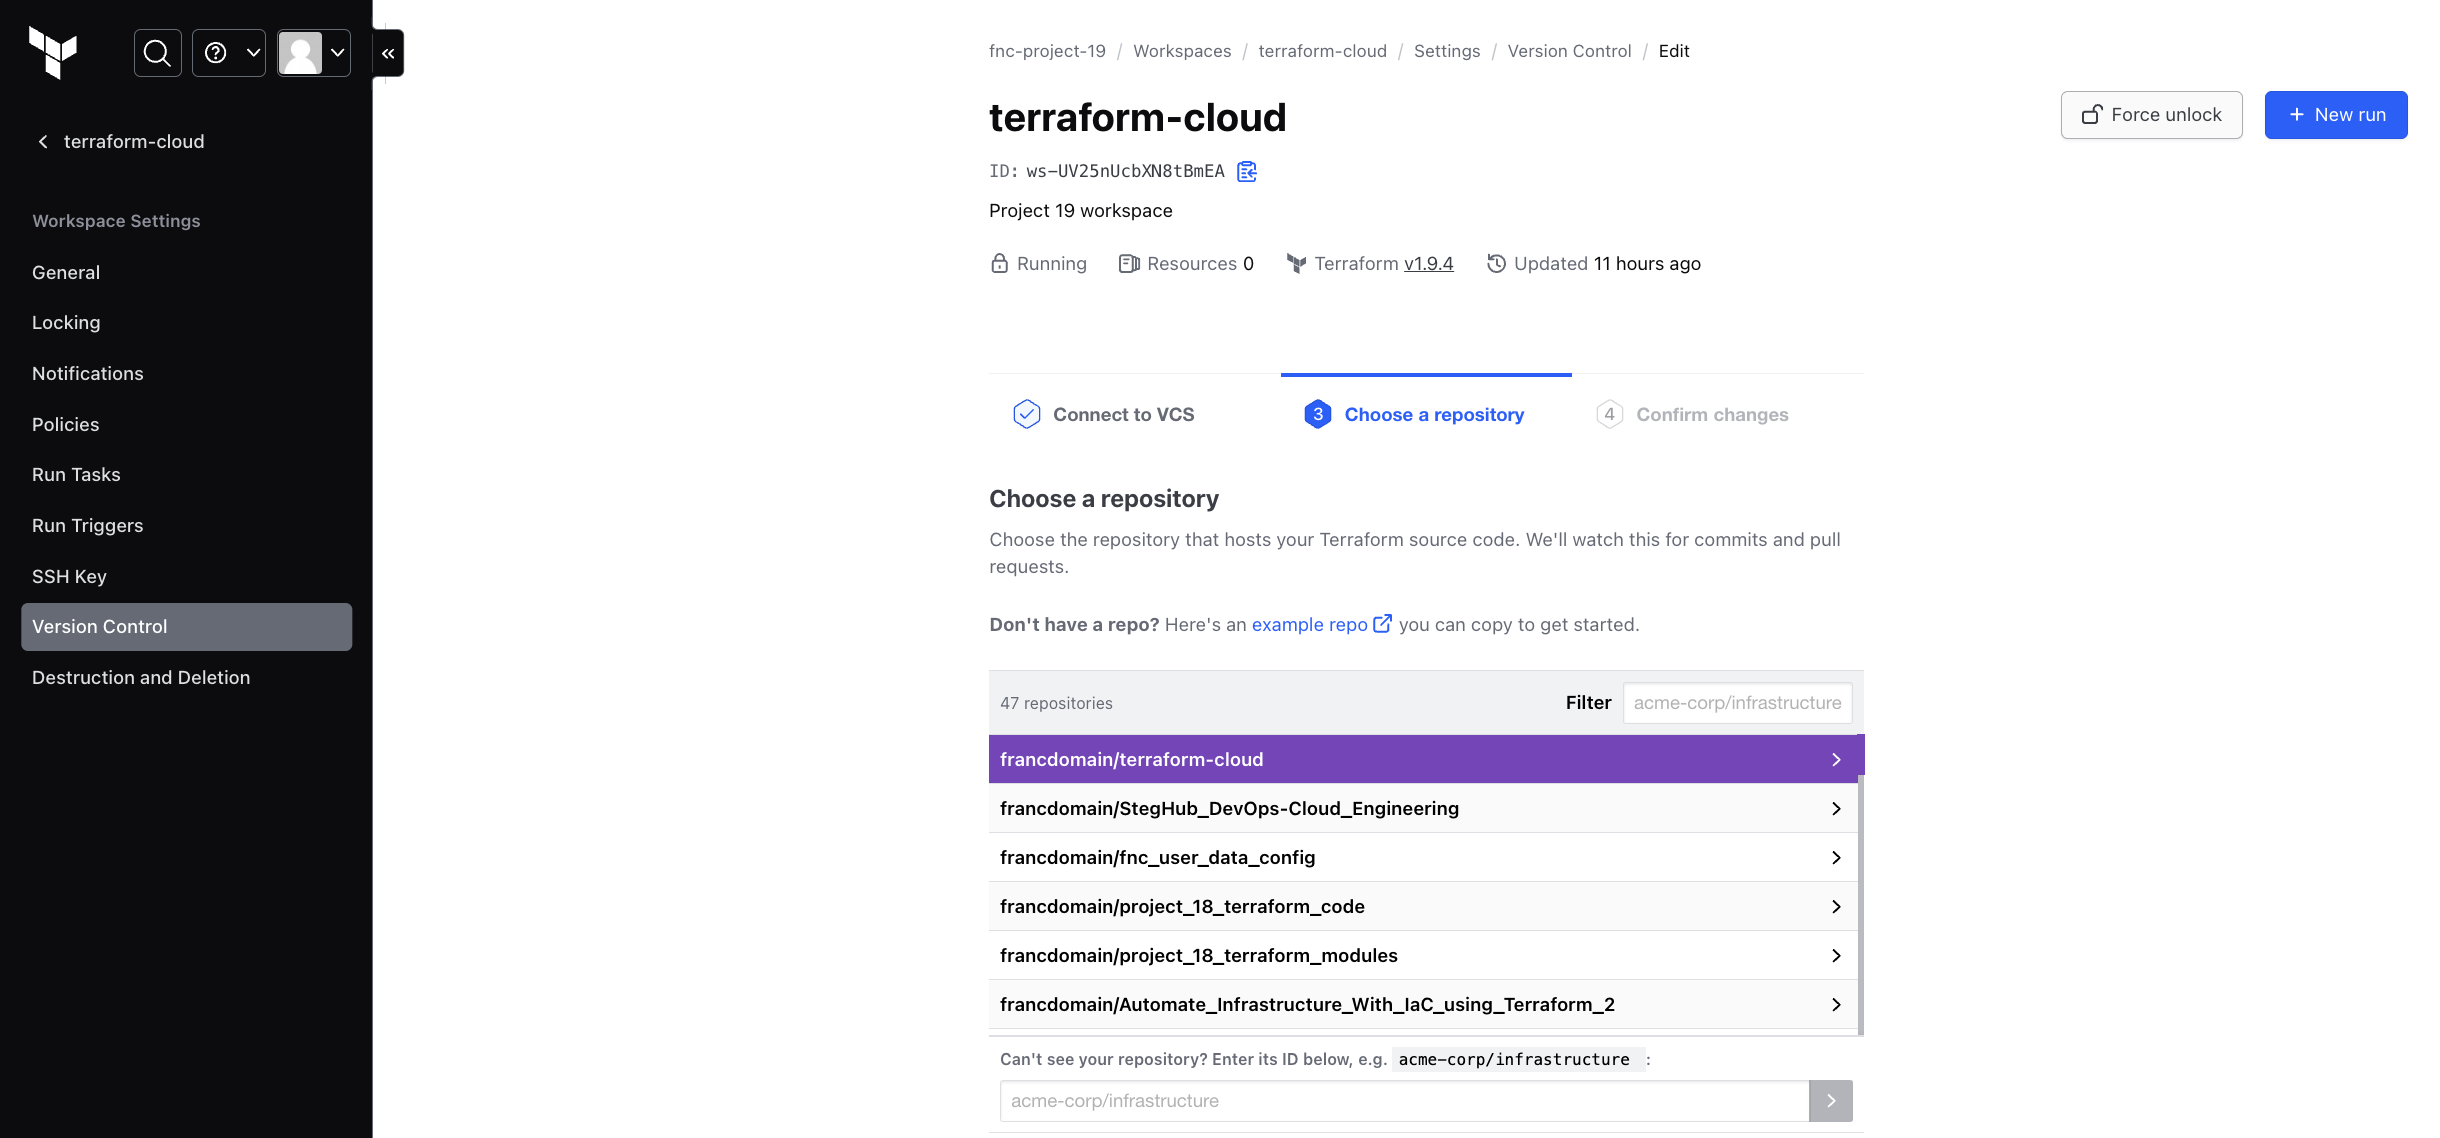 terraform-cloud
Workspace Settings
General
Locking
Notifications
Policies
Run Tasks
Run Triggers
SSH Key
Version Control
Destruction and Deletion
fnc-project-19 / Workspaces / terraform-cloud / Settings / Version Control / Edit
terraform-cloud
Force unlock
+ New run
ID: ws-UV25nUcbXN8tBmEA
Project 19 workspace
Running Resources 0 Terraform v1.9.4 Updated 11 hours ago
Connect to VCS 3 Choose a repository 4 Confirm changes
Choose a repository
Choose the repository that hosts your Terraform source code. We'll watch this for commits and pull
requests.
Don't have a repo? Here's an example repo you can copy to get started.
47 repositories Filter acme-corp/infrastructure
francdomain/terraform-cloud
francdomain/StegHub_DevOps-Cloud_Engineering
francdomain/fnc_user_data_config
francdomain/project_18_terraform_code
francdomain/project_18_terraform_modules
francdomain/Automate_Infrastructure_With_IaC_using_Terraform_2
Can't see your repository? Enter its ID below, e.g. acme-corp/infrastructure :
acme-corp/infrastructure